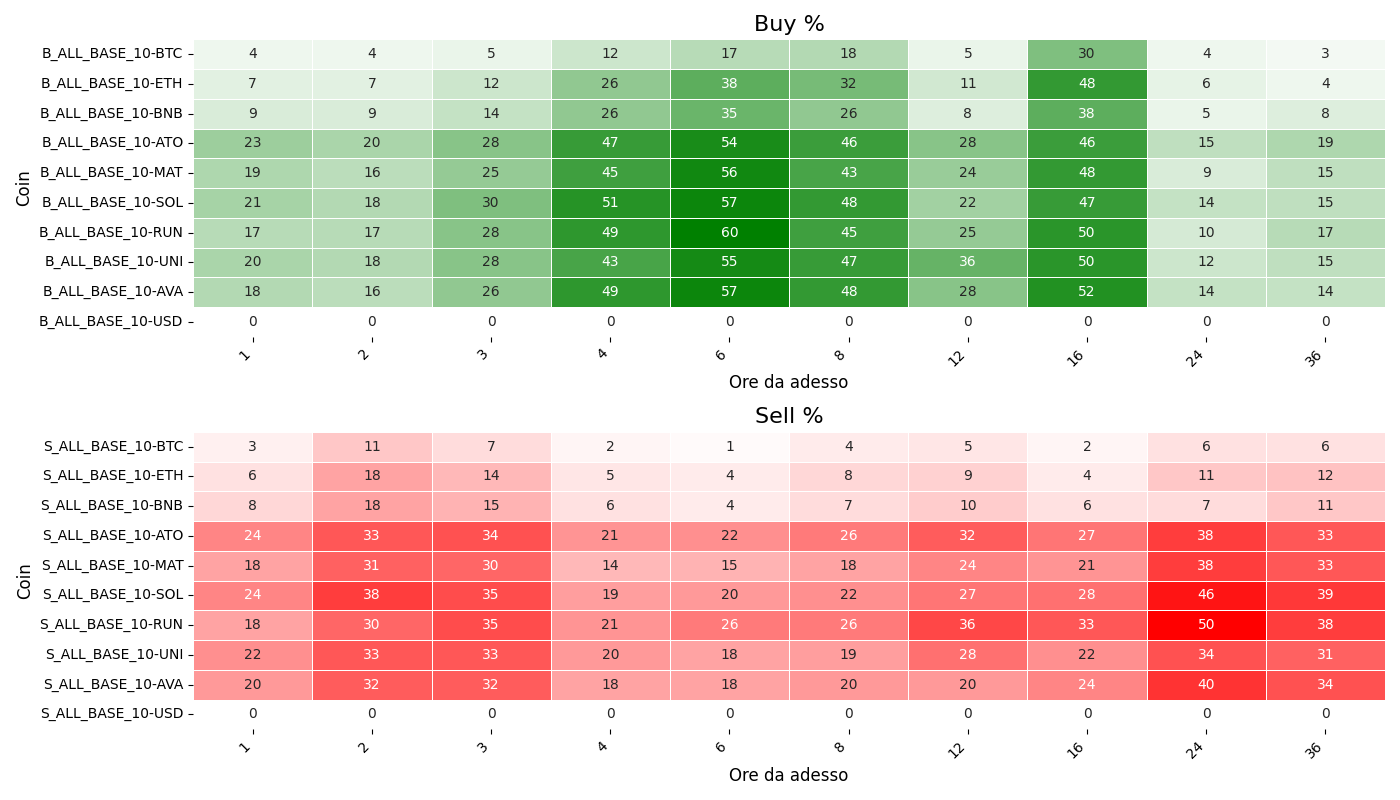 Buy %
Coin
B_ALL_BASE_10-BTC 4 4 5 12 17 18 5 30 4 3
B_ALL_BASE_10-ETH 7 7 12 26 38 32 11 48 6 4
B_ALL_BASE_10-BNB 9 9 14 26 35 26 8 38 5 8
B_ALL_BASE_10-ATO 23 20 28 47 54 46 28 46 15 19
B_ALL_BASE_10-MAT 19 16 25 45 56 43 24 48 9 15
B_ALL_BASE_10-SOL 21 18 30 51 57 48 22 47 14 15
B_ALL_BASE_10-RUN 17 17 28 49 60 45 25 50 10 17
B_ALL_BASE_10-UNI 20 18 28 43 55 47 36 50 12 15
B_ALL_BASE_10-AVA 18 16 26 49 57 48 28 52 14 14
B_ALL_BASE_10-USD 0 0 0 0 0 0 0 0 0 0
1 2 3 4 6 8 12 16 24 36
Ore da adesso
Sell %
Coin
S_ALL_BASE_10-BTC 3 11 7 2 1 4 5 2 6 6
S_ALL_BASE_10-ETH 6 18 14 5 4 8 9 4 11 12
S_ALL_BASE_10-BNB 8 18 15 6 4 7 10 6 7 11
S_ALL_BASE_10-ATO 24 33 34 21 22 26 32 27 38 33
S_ALL_BASE_10-MAT 18 31 30 14 15 18 24 21 38 33
S_ALL_BASE_10-SOL 24 38 35 19 20 22 27 28 46 39
S_ALL_BASE_10-RUN 18 30 35 21 26 26 36 33 50 38
S_ALL_BASE_10-UNI 22 33 33 20 18 19 28 22 34 31
S_ALL_BASE_10-AVA 20 32 32 18 18 20 20 24 40 34
S_ALL_BASE_10-USD 0 0 0 0 0 0 0 0 0 0
1 2 3 4 6 8 12 16 24 36
Ore da adesso